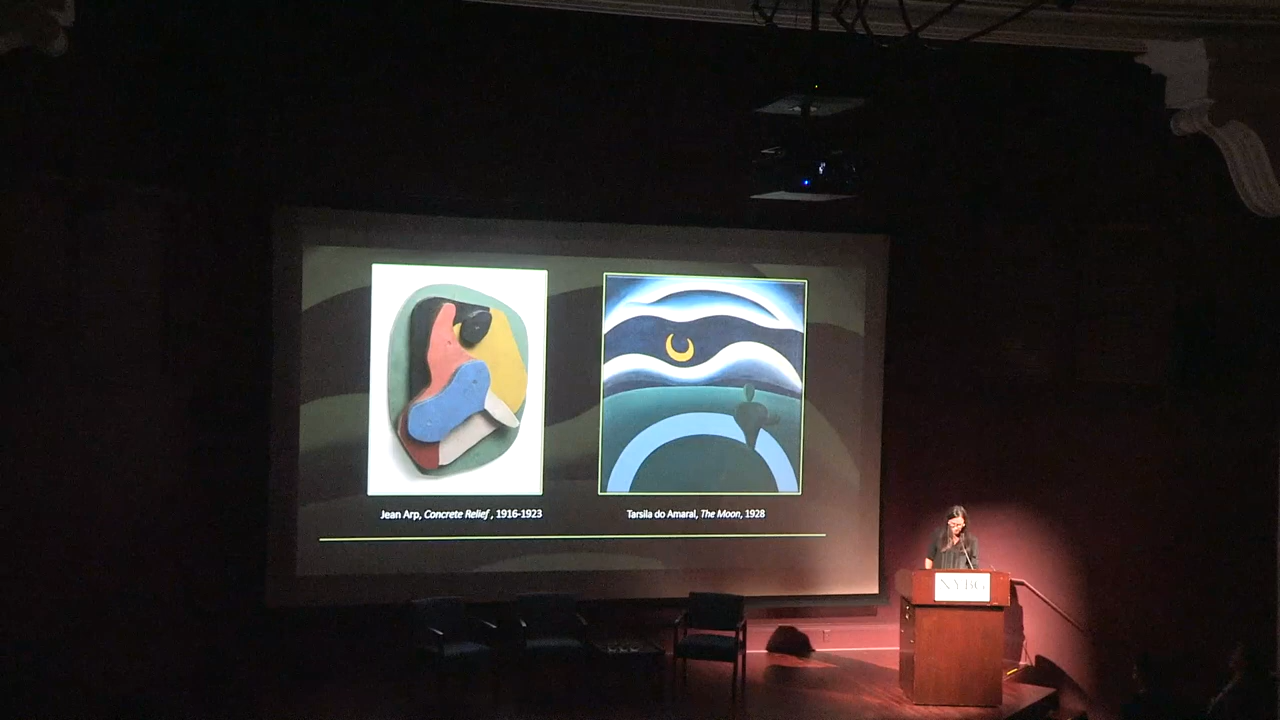 Jean Arp, Concrete Relief , 1916-1923
Tarsila do Amaral, The Moon, 1928
NYBG